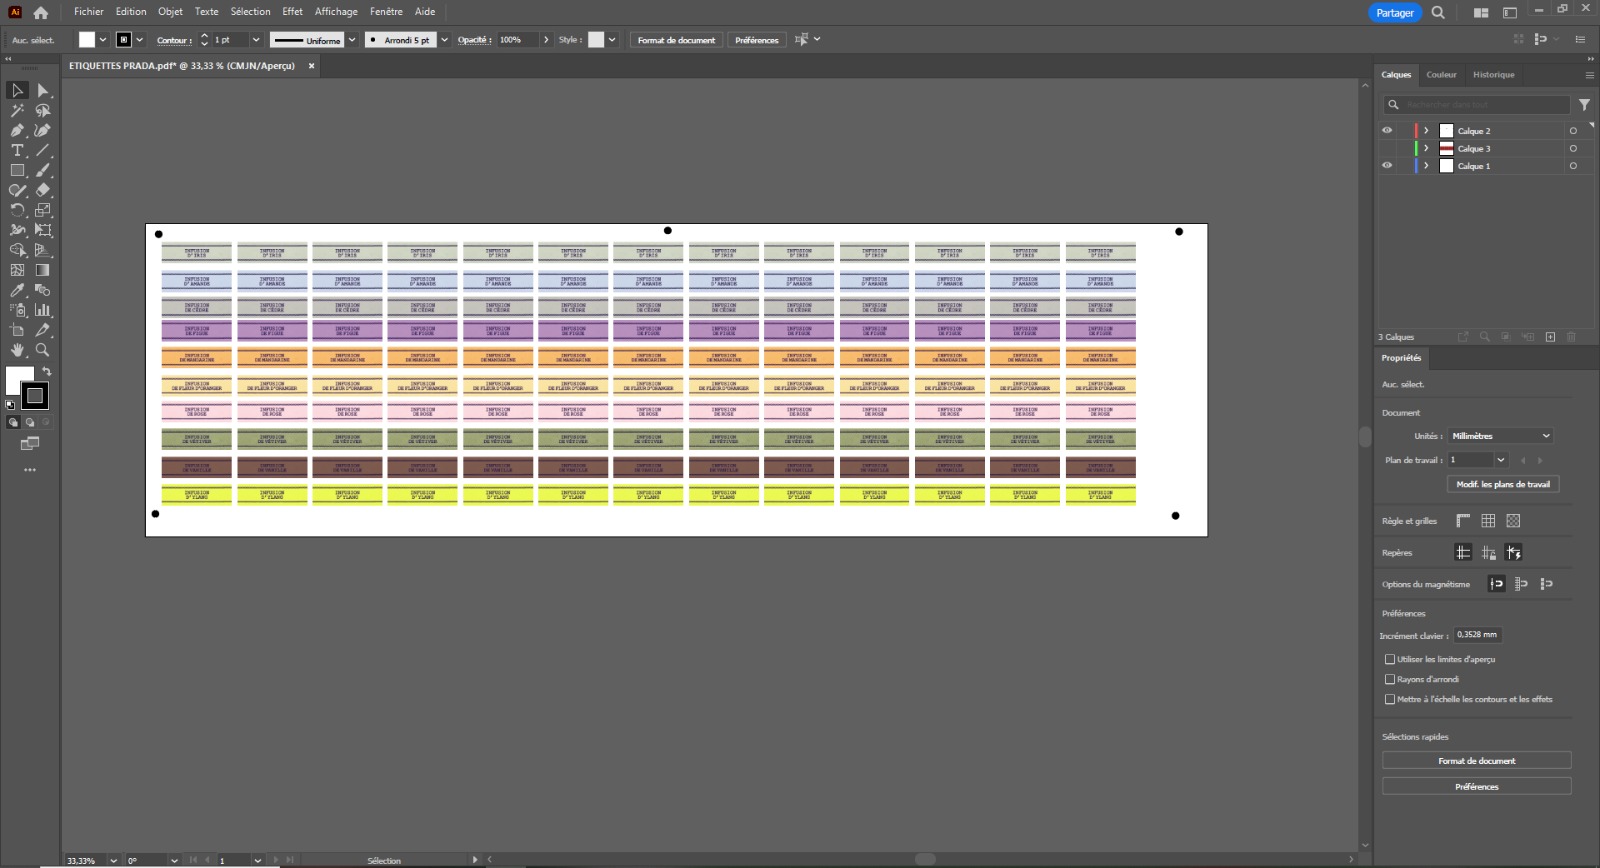 Ai Fichier Edition Objet Texte Sélection Effet Affichage Fenêtre Aide Partager
Auc. sélect. Contour : 1 pt Uniforme Arrondi 5 pt Opacité : 100% Style : Format de document Préférences
ETIQUETTES PRADA.pdf* @ 33,33 % (CMJN/Aperçu) ×
Calques Couleur Historique
Rechercher dans tout
Calque 2
Calque 3
Calque 1
3 Calques
Propriétés
Auc. sélect.
Document
Unités : Millimètres
Plan de travail : 1
Modif. les plans de travail
Règle et grilles
Repères
Options du magnétisme
Préférences
Incrément clavier : 0,3528 mm
Utiliser les limites d'aperçu
Rayons d'arrondi
Mettre à l'échelle les contours et les effets
Sélections rapides
Format de document
Préférences
INFUSION INFUSION INFUSION INFUSION INFUSION INFUSION INFUSION INFUSION INFUSION INFUSION INFUSION INFUSION INFUSION
D'IRIS D'IRIS D'IRIS D'IRIS D'IRIS D'IRIS D'IRIS D'IRIS D'IRIS D'IRIS D'IRIS D'IRIS D'IRIS
INFUSION INFUSION INFUSION INFUSION INFUSION INFUSION INFUSION INFUSION INFUSION INFUSION INFUSION INFUSION INFUSION
D'AMANDE D'AMANDE D'AMANDE D'AMANDE D'AMANDE D'AMANDE D'AMANDE D'AMANDE D'AMANDE D'AMANDE D'AMANDE D'AMANDE D'AMANDE
INFUSION INFUSION INFUSION INFUSION INFUSION INFUSION INFUSION INFUSION INFUSION INFUSION INFUSION INFUSION INFUSION
DE CÈDRE DE CÈDRE DE CÈDRE DE CÈDRE DE CÈDRE DE CÈDRE DE CÈDRE DE CÈDRE DE CÈDRE DE CÈDRE DE CÈDRE DE CÈDRE DE CÈDRE
INFUSION INFUSION INFUSION INFUSION INFUSION INFUSION INFUSION INFUSION INFUSION INFUSION INFUSION INFUSION INFUSION
DE FIGUE DE FIGUE DE FIGUE DE FIGUE DE FIGUE DE FIGUE DE FIGUE DE FIGUE DE FIGUE DE FIGUE DE FIGUE DE FIGUE DE FIGUE
INFUSION INFUSION INFUSION INFUSION INFUSION INFUSION INFUSION INFUSION INFUSION INFUSION INFUSION INFUSION INFUSION
DE MANDARINE DE MANDARINE DE MANDARINE DE MANDARINE DE MANDARINE DE MANDARINE DE MANDARINE DE MANDARINE DE MANDARINE DE MANDARINE DE MANDARINE DE MANDARINE DE MANDARINE
INFUSION INFUSION INFUSION INFUSION INFUSION INFUSION INFUSION INFUSION INFUSION INFUSION INFUSION INFUSION INFUSION
DE FLEUR D'ORANGER DE FLEUR D'ORANGER DE FLEUR D'ORANGER DE FLEUR D'ORANGER DE FLEUR D'ORANGER DE FLEUR D'ORANGER DE FLEUR D'ORANGER DE FLEUR D'ORANGER DE FLEUR D'ORANGER DE FLEUR D'ORANGER DE FLEUR D'ORANGER DE FLEUR D'ORANGER DE FLEUR D'ORANGER
INFUSION INFUSION INFUSION INFUSION INFUSION INFUSION INFUSION INFUSION INFUSION INFUSION INFUSION INFUSION INFUSION
DE ROSE DE ROSE DE ROSE DE ROSE DE ROSE DE ROSE DE ROSE DE ROSE DE ROSE DE ROSE DE ROSE DE ROSE DE ROSE
INFUSION INFUSION INFUSION INFUSION INFUSION INFUSION INFUSION INFUSION INFUSION INFUSION INFUSION INFUSION INFUSION
DE VÉTIVER DE VÉTIVER DE VÉTIVER DE VÉTIVER DE VÉTIVER DE VÉTIVER DE VÉTIVER DE VÉTIVER DE VÉTIVER DE VÉTIVER DE VÉTIVER DE VÉTIVER DE VÉTIVER
INFUSION INFUSION INFUSION INFUSION INFUSION INFUSION INFUSION INFUSION INFUSION INFUSION INFUSION INFUSION INFUSION
DE VANILLE DE VANILLE DE VANILLE DE VANILLE DE VANILLE DE VANILLE DE VANILLE DE VANILLE DE VANILLE DE VANILLE DE VANILLE DE VANILLE DE VANILLE
INFUSION INFUSION INFUSION INFUSION INFUSION INFUSION INFUSION INFUSION INFUSION INFUSION INFUSION INFUSION INFUSION
D'YLANG D'YLANG D'YLANG D'YLANG D'YLANG D'YLANG D'YLANG D'YLANG D'YLANG D'YLANG D'YLANG D'YLANG D'YLANG
33,33% 0° 1 Sélection